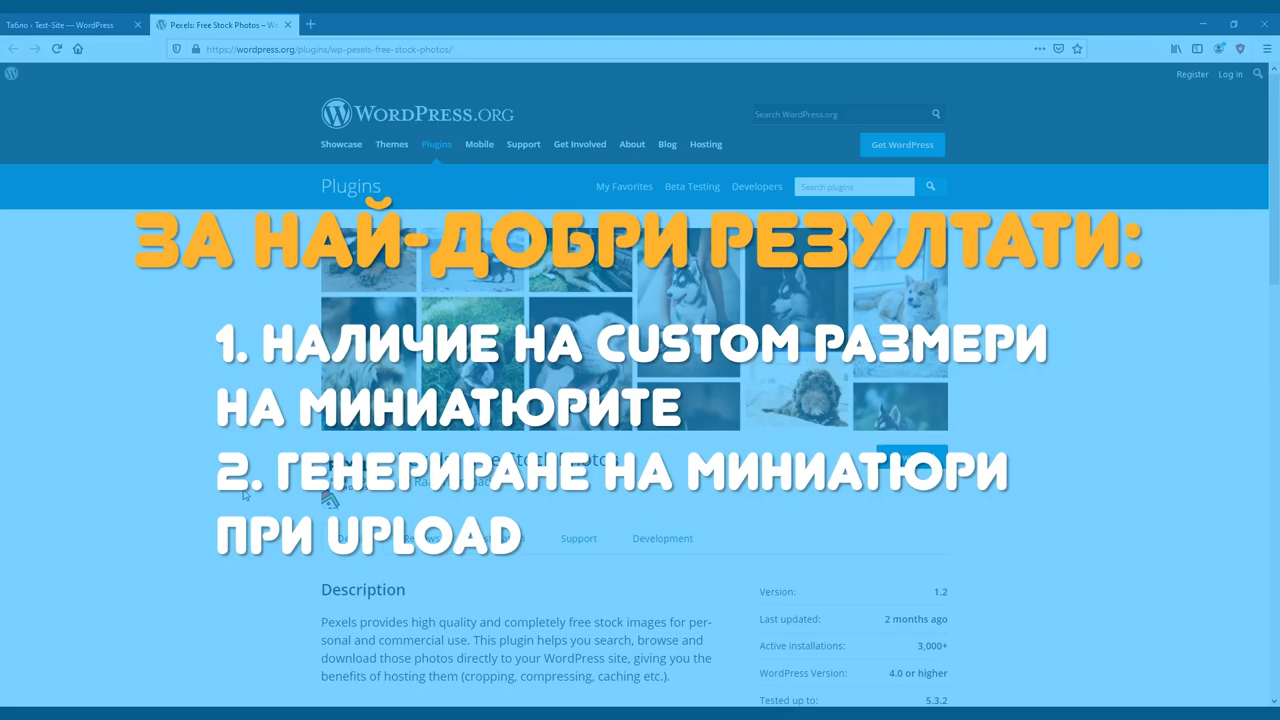 Табло ‹ Test-Site — WordPress
Pexels: Free Stock Photos – Wo
https://wordpress.org/plugins/wp-pexels-free-stock-photos/
Register Log In
WORDPRESS.ORG
Search WordPress.org
Showcase Themes Plugins Mobile Support Get Involved About Blog Hosting
Get WordPress
Plugins
My Favorites Beta Testing Developers
Search plugins
ЗА НАЙ-ДОБРИ РЕЗУЛТАТИ:
1. НАЛИЧИЕ НА CUSTOM РАЗМЕРИ
НА МИНИАТЮРИТЕ
2. ГЕНЕРИРАНЕ НА МИНИАТЮРИ
ПРИ UPLOAD
Support Development
Description
Pexels provides high quality and completely free stock images for per-
sonal and commercial use. This plugin helps you search, browse and
download those photos directly to your WordPress site, giving you the
benefits of hosting them (cropping, compressing, caching etc.).
Version: 1.2
Last updated: 2 months ago
Active installations: 3,000+
WordPress Version: 4.0 or higher
Tested up to: 5.3.2